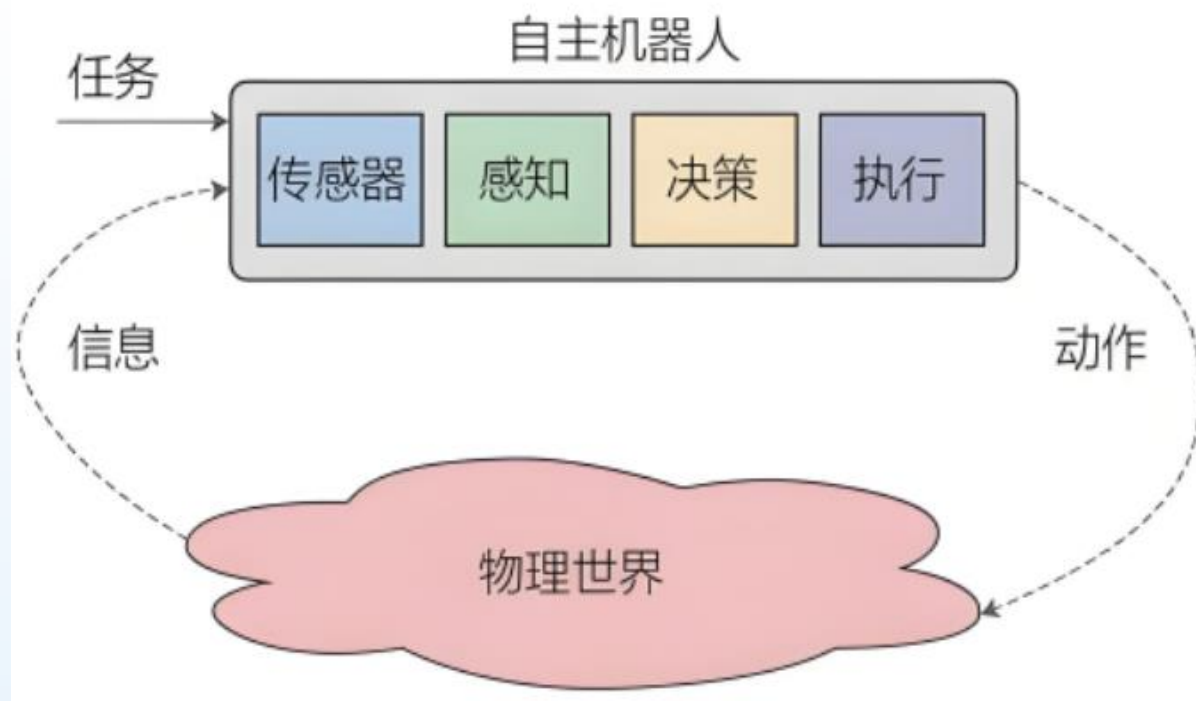 自主机器人
任务
传感器
感知
决策
执行
信息
动作
物理世界